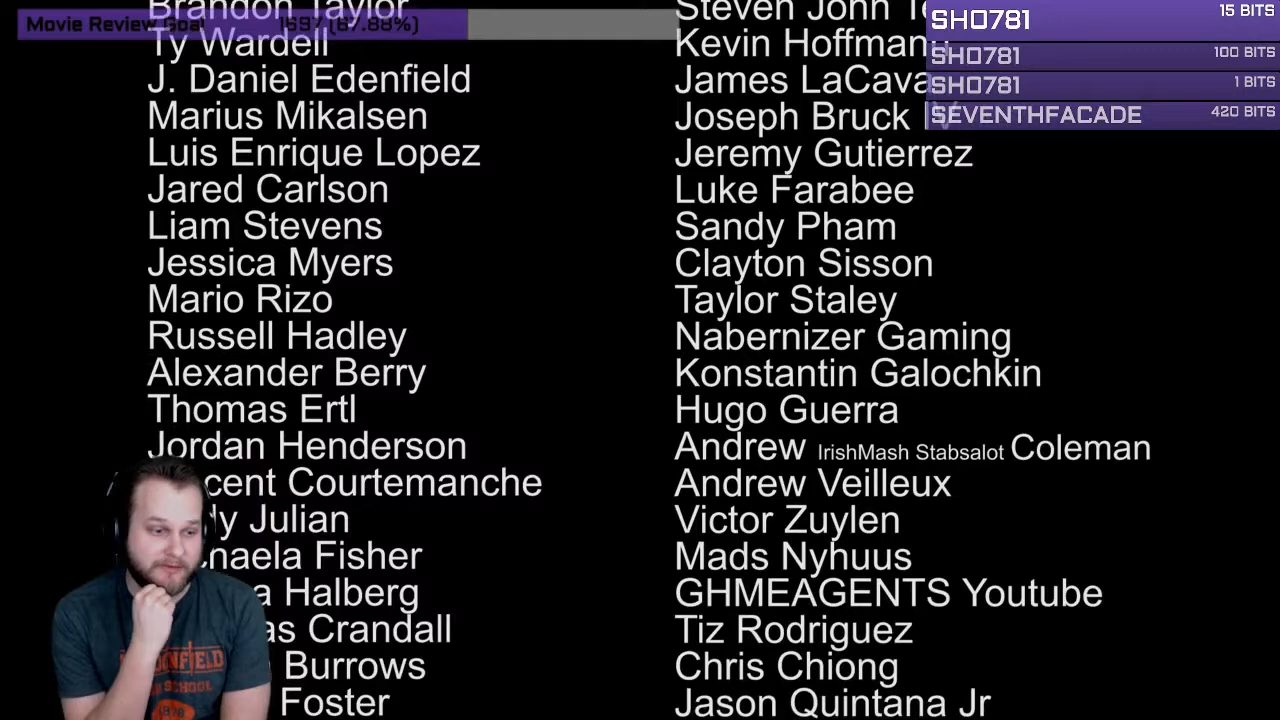 Brandon Taylor
Movie Review Goal 1697 (67.88%)
Ty Wardell
J. Daniel Edenfield
Marius Mikalsen
Luis Enrique Lopez
Jared Carlson
Liam Stevens
Jessica Myers
Mario Rizo
Russell Hadley
Alexander Berry
Thomas Ertl
Jordan Henderson
Courtemanche
Julian
Fisher
Halberg
Crandall
Burrows
Foster
Steven John
Kevin Hoffman
James LaCava
Joseph Bruck
Jeremy Gutierrez
Luke Farabee
Sandy Pham
Clayton Sisson
Taylor Staley
Nabernizer Gaming
Konstantin Galochkin
Hugo Guerra
Andrew IrishMash Stabsalot Coleman
Andrew Veilleux
Victor Zuylen
Mads Nyhuus
GHMEAGENTS Youtube
Tiz Rodriguez
Chris Chiong
Jason Quintana Jr
SHO781 15 BITS
SHO781 100 BITS
SHO781 1 BITS
SEVENTHFACADE 420 BITS